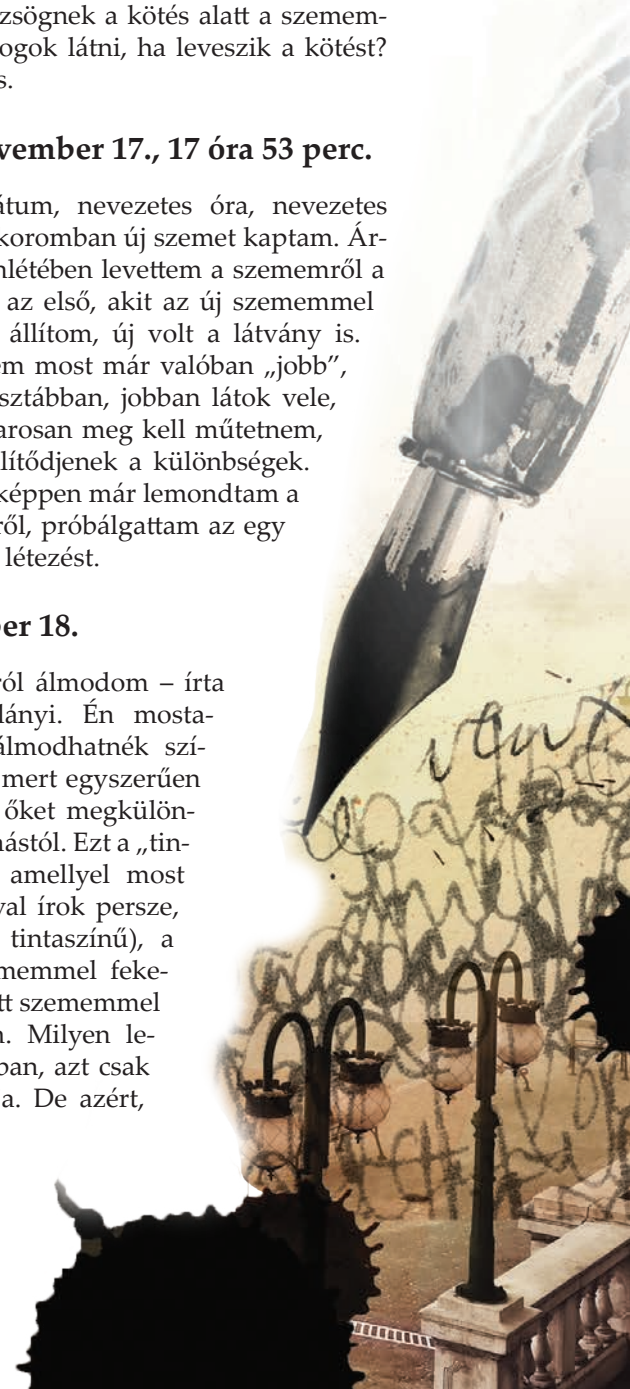 zsögnek a kötés alatt a szemem-
ogok látni, ha leveszik a kötést?
s.
vember 17., 17 óra 53 perc.
átum, nevezetes óra, nevezetes
koromban új szemet kaptam. Ár-
nlétében levettem a szememről a
az első, akit az új szememmel
állítom, új volt a látvány is.
em most már valóban „jobb”,
sztábban, jobban látok vele,
arosan meg kell műtetnem,
lítődjenek a különbségek.
képpen már lemondtam a
ről, próbálgattam az egy
létezést.
er 18.
ról álmodom – írta
lányi. Én mosta-
álmodhatnék szí-
mert egyszerűen
őket megkülön-
nástól. Ezt a „tin-
amellyel most
val írok persze,
tintaszínű), a
memmel feke-
tt szememmel
n. Milyen le-
ban, azt csak
a. De azért,